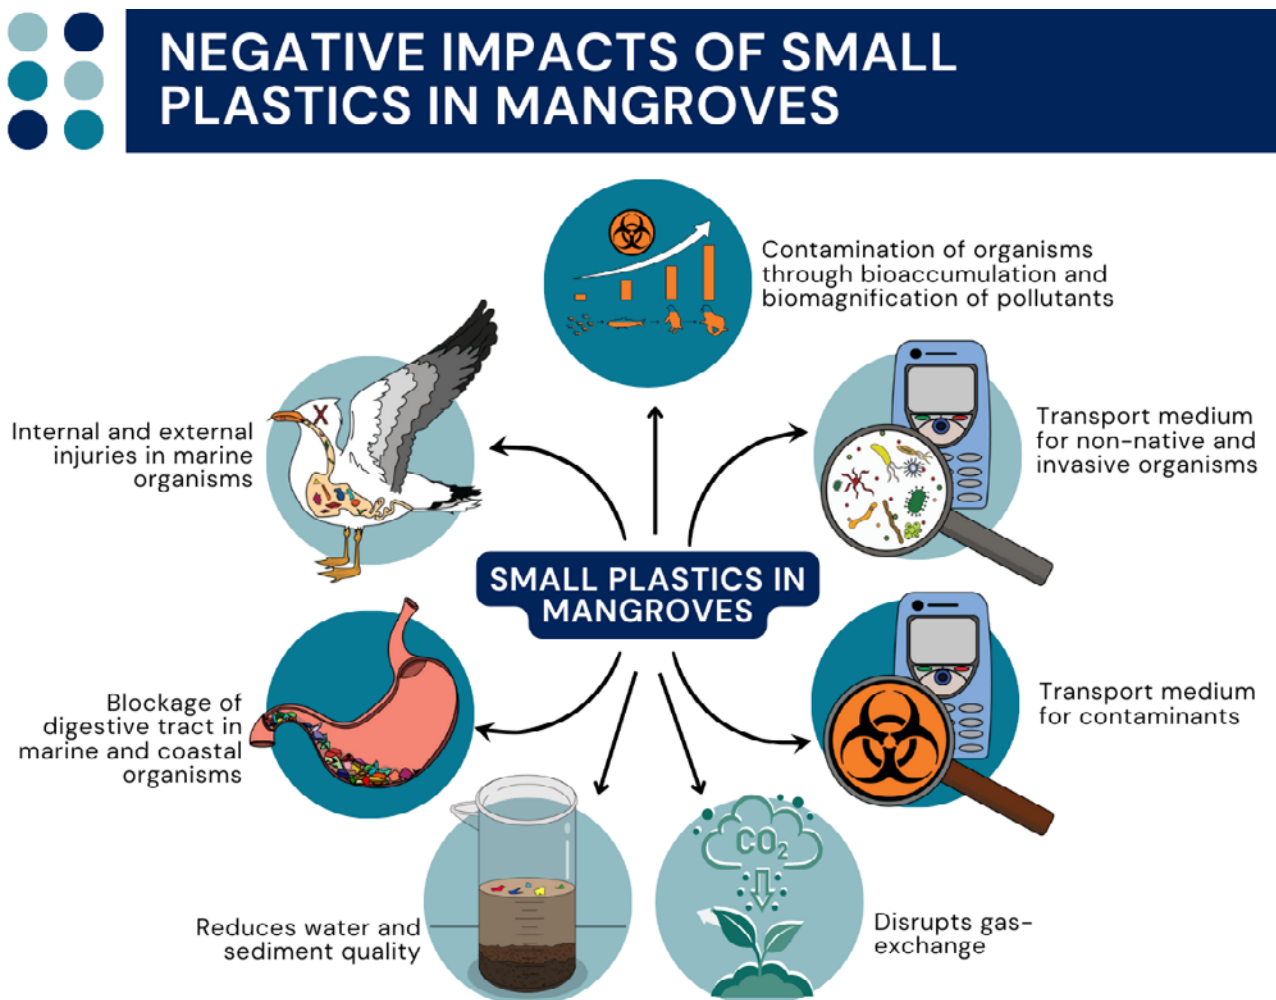 NEGATIVE IMPACTS OF SMALL
PLASTICS IN MANGROVES
Contamination of organisms
through bioaccumulation and
biomagnification of pollutants
Internal and external
injuries in marine
organisms
Transport medium
for non-native and
invasive organisms
SMALL PLASTICS IN
MANGROVES
Blockage of
digestive tract in
marine and coastal
organisms
Transport medium
for contaminants
CO₂
Reduces water and
sediment quality
Disrupts gas-
exchange